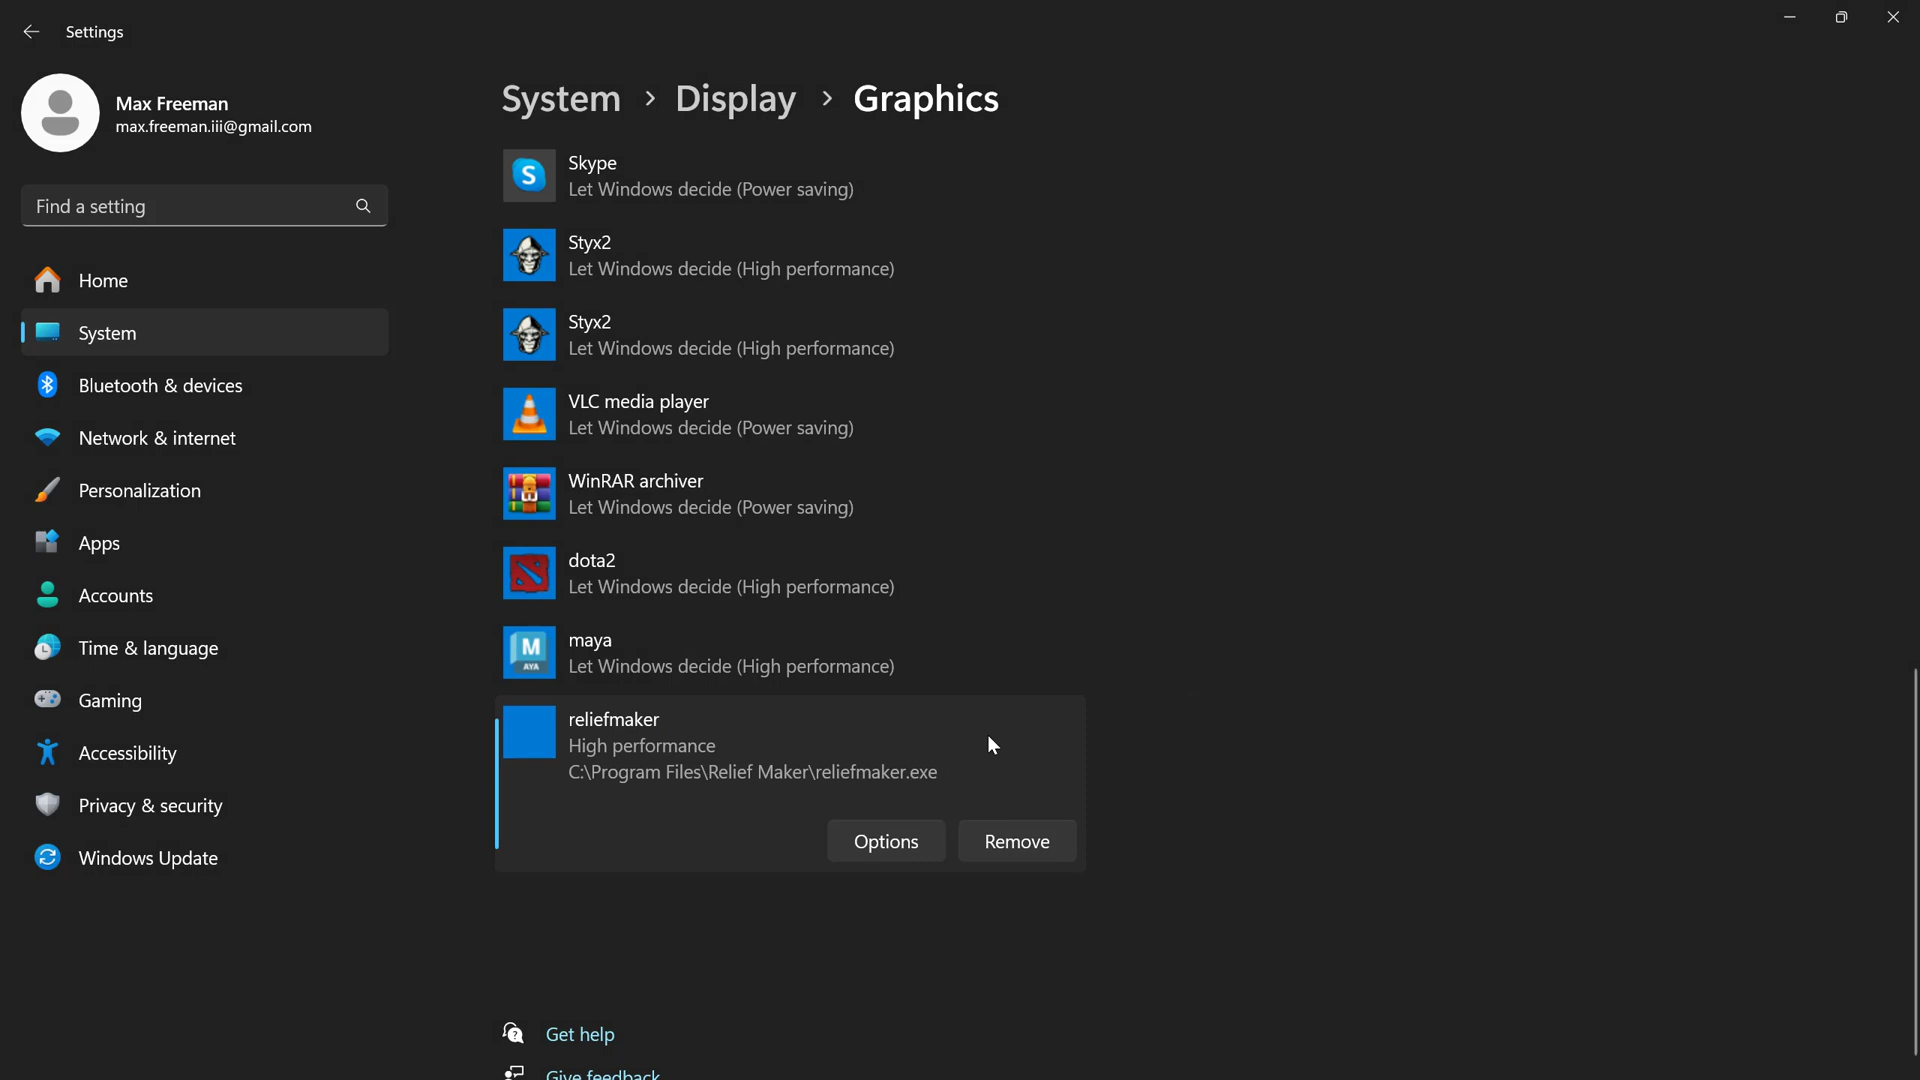 Settings
Max Freeman
max.freeman.iii@gmail.com
Find a setting
Home
System
Bluetooth & devices
Network & internet
Personalization
Apps
Accounts
Time & language
Gaming
Accessibility
Privacy & security
Windows Update
System > Display > Graphics
S
Skype
Let Windows decide (Power saving)
Styx2
Let Windows decide (High performance)
Styx2
Let Windows decide (High performance)
VLC media player
Let Windows decide (Power saving)
WinRAR archiver
Let Windows decide (Power saving)
dota2
Let Windows decide (High performance)
M
AYA
maya
Let Windows decide (High performance)
reliefmaker
High performance
C:\Program Files\Relief Maker\reliefmaker.exe
Options Remove
Get help
Give feedback